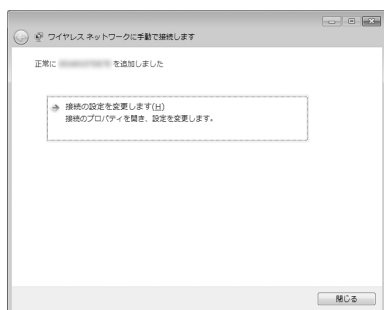 ワイヤレス ネットワークに手動で接続します
正常に を追加しました
接続の設定を変更します(H)
接続のプロパティを開き、設定を変更します。
閉じる